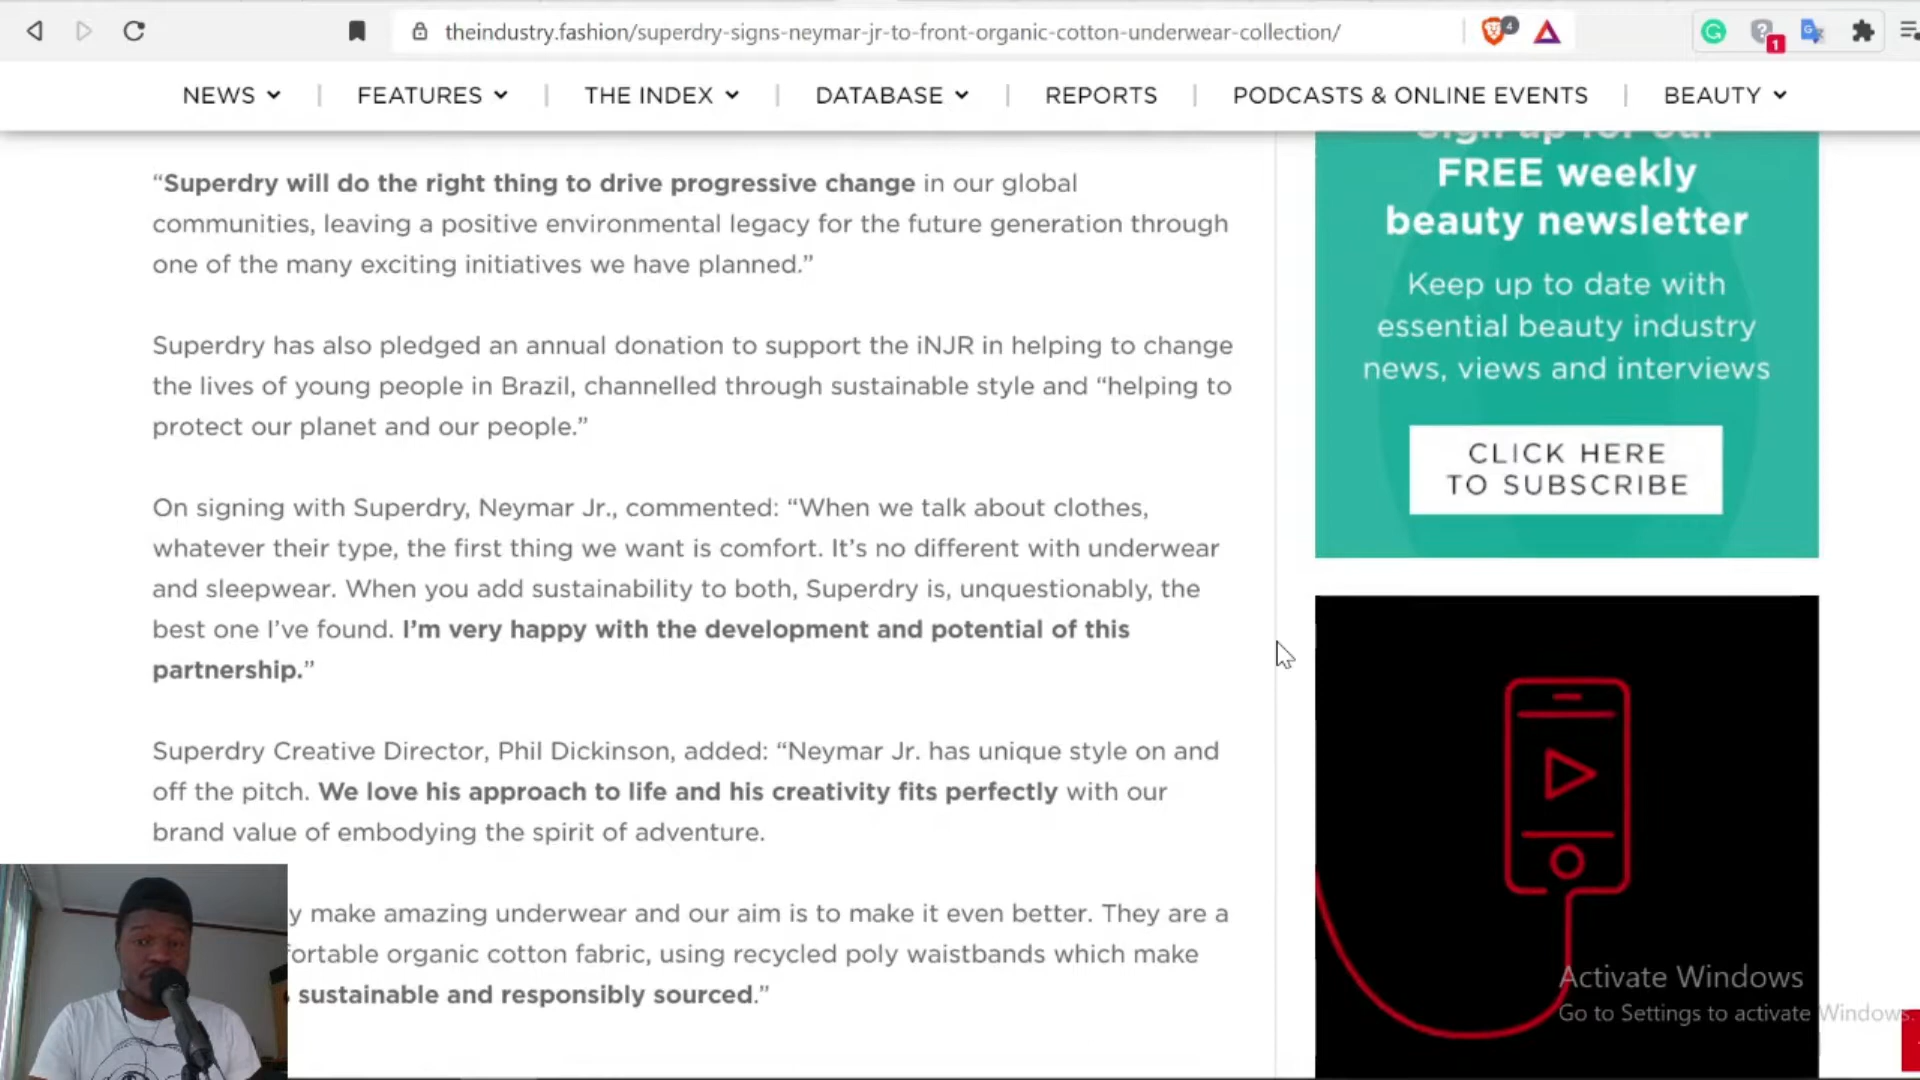 theindustry.fashion/superdry-signs-neymar-jr-to-front-organic-cotton-underwear-collection/
4
1
NEWS | FEATURES | THE INDEX | DATABASE | REPORTS | PODCASTS & ONLINE EVENTS | BEAUTY
“Superdry will do the right thing to drive progressive change in our global
communities, leaving a positive environmental legacy for the future generation through
one of the many exciting initiatives we have planned.”
Superdry has also pledged an annual donation to support the iNJR in helping to change
the lives of young people in Brazil, channelled through sustainable style and “helping to
protect our planet and our people.”
On signing with Superdry, Neymar Jr., commented: “When we talk about clothes,
whatever their type, the first thing we want is comfort. It’s no different with underwear
and sleepwear. When you add sustainability to both, Superdry is, unquestionably, the
best one I’ve found. I’m very happy with the development and potential of this
partnership.”
Superdry Creative Director, Phil Dickinson, added: “Neymar Jr. has unique style on and
off the pitch. We love his approach to life and his creativity fits perfectly with our
brand value of embodying the spirit of adventure.
y make amazing underwear and our aim is to make it even better. They are a
fortable organic cotton fabric, using recycled poly waistbands which make
sustainable and responsibly sourced.”
Sign up for our
FREE weekly
beauty newsletter
Keep up to date with
essential beauty industry
news, views and interviews
CLICK HERE
TO SUBSCRIBE
Activate Windows
Go to Settings to activate Windows.